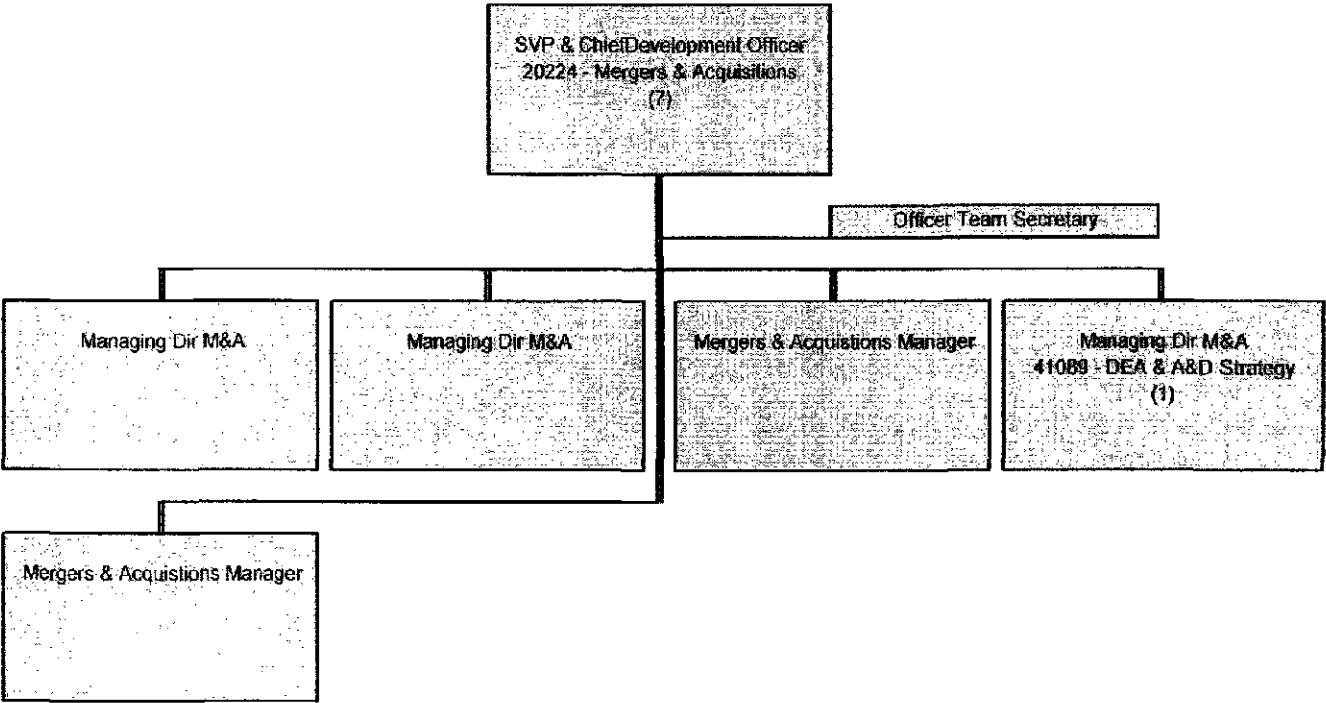 SVP & ChiefDevelopment Officer
20224 - Mergers & Acquisitions
(7)
Officer Team Secretary
Managing Dir M&A
Managing Dir M&A
Mergers & Acquistions Manager
Managing Dir M&A
41089 - DEA & A&D Strategy
(1)
Mergers & Acquistions Manager